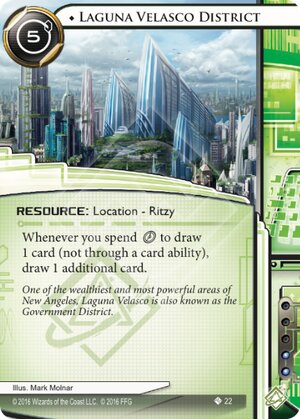 5
♦ LAGUNA VELASCO DISTRICT
RESOURCE: Location - Ritzy
Whenever you spend to draw
1 card (not through a card ability),
draw 1 additional card.
One of the wealthiest and most powerful areas of
New Angeles, Laguna Velasco is also known as the
Government District.
Illus. Mark Molnar
© 2016 Wizards of the Coast LLC. © 2016 FFG
22